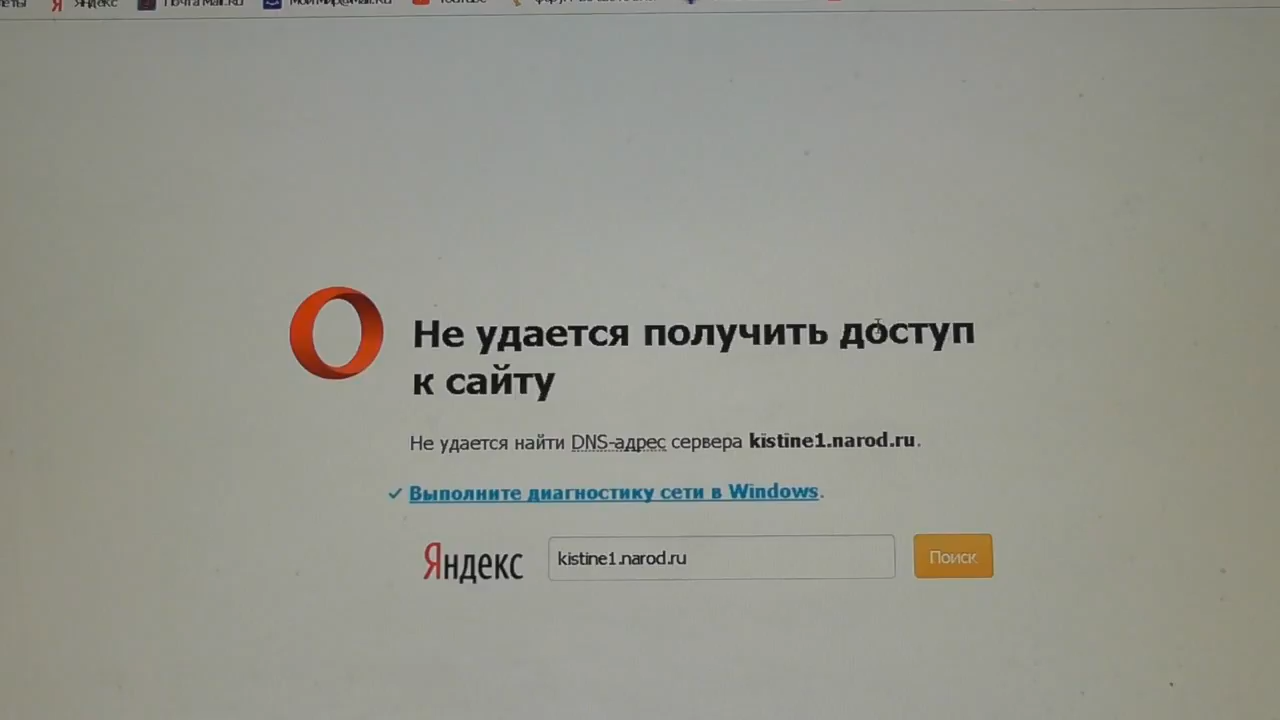 Яндекс
Не удается получить доступ
к сайту
Не удается найти DNS-адрес сервера kistine1.narod.ru.
Выполните диагностику сети в Windows.
Яндекс kistine1.narod.ru Поиск